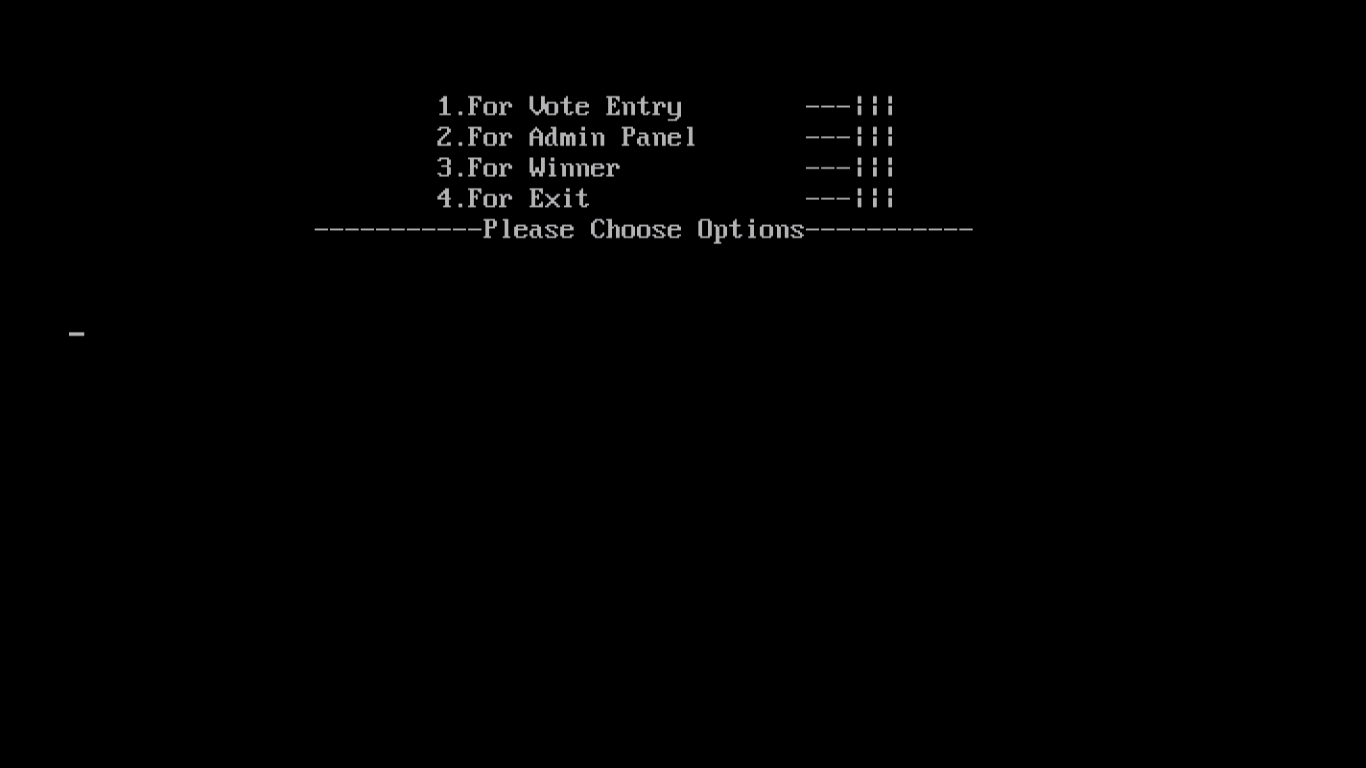 1.For Vote Entry        ---|||
2.For Admin Panel       ---|||
3.For Winner            ---|||
4.For Exit              ---|||
-----------Please Choose Options-----------
_